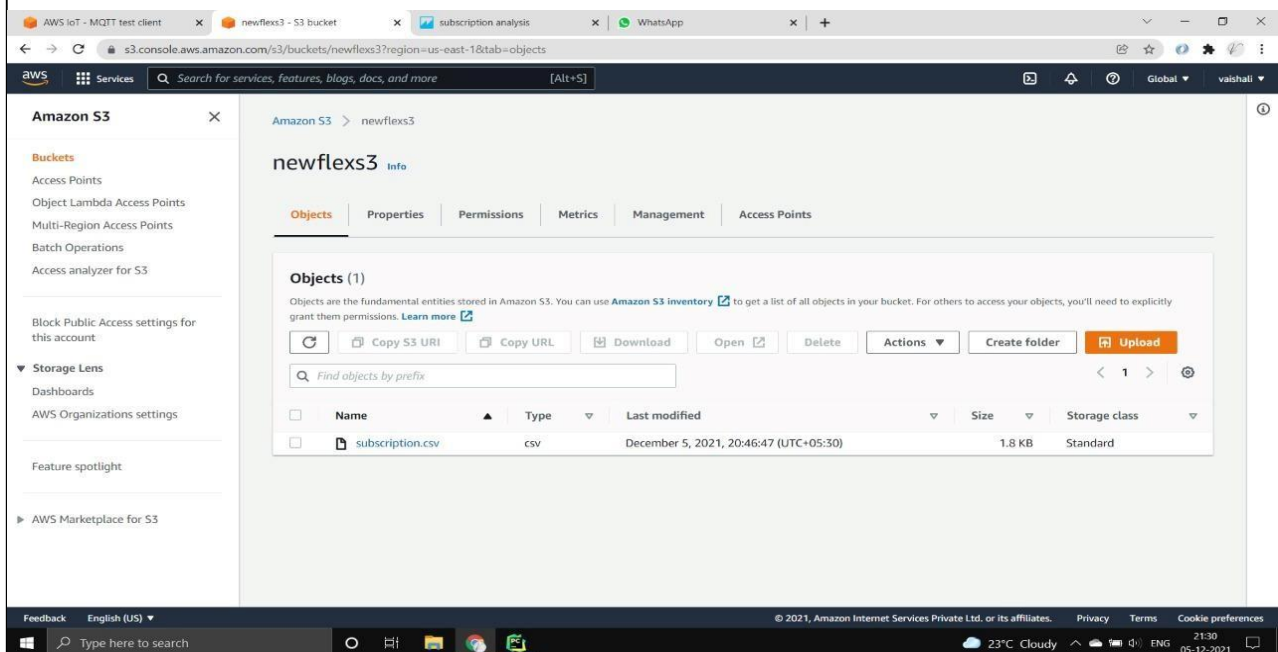 AWS IoT - MQTT test client
newflexs3 - S3 bucket
subscription analysis
WhatsApp
s3.console.aws.amazon.com/s3/buckets/newflexs3?region=us-east-1&tab=objects
aws
Services
Search for services, features, blogs, docs, and more
[Alt+S]
Global
vaishali
Amazon S3
Buckets
Access Points
Object Lambda Access Points
Multi-Region Access Points
Batch Operations
Access analyzer for S3
Block Public Access settings for
this account
Storage Lens
Dashboards
AWS Organizations settings
Feature spotlight
AWS Marketplace for S3
Amazon S3 > newflexs3
newflexs3 Info
Objects Properties Permissions Metrics Management Access Points
Objects (1)
Objects are the fundamental entities stored in Amazon S3. You can use Amazon S3 inventory to get a list of all objects in your bucket. For others to access your objects, you'll need to explicitly
grant them permissions. Learn more
Copy S3 URI Copy URL Download Open Delete Actions Create folder Upload
Find objects by prefix
1
Name Type Last modified Size Storage class
subscription.csv csv December 5, 2021, 20:46:47 (UTC+05:30) 1.8 KB Standard
Feedback English (US) © 2021, Amazon Internet Services Private Ltd. or its affiliates. Privacy Terms Cookie preferences
Type here to search
23°C Cloudy
ENG
21:30
05-12-2021